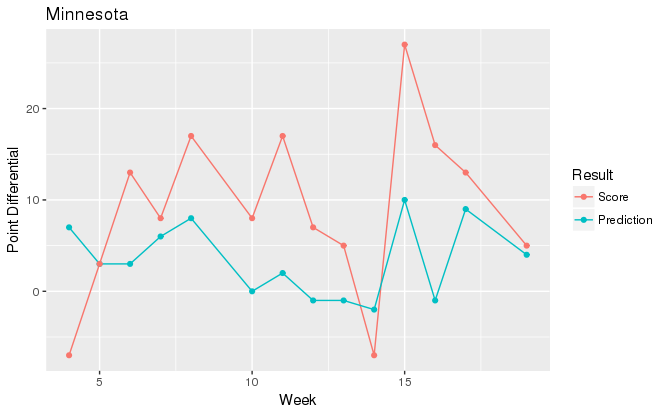 Minnesota
Point Differential
20
10
0
5
10
15
Week
Result
Score
Prediction